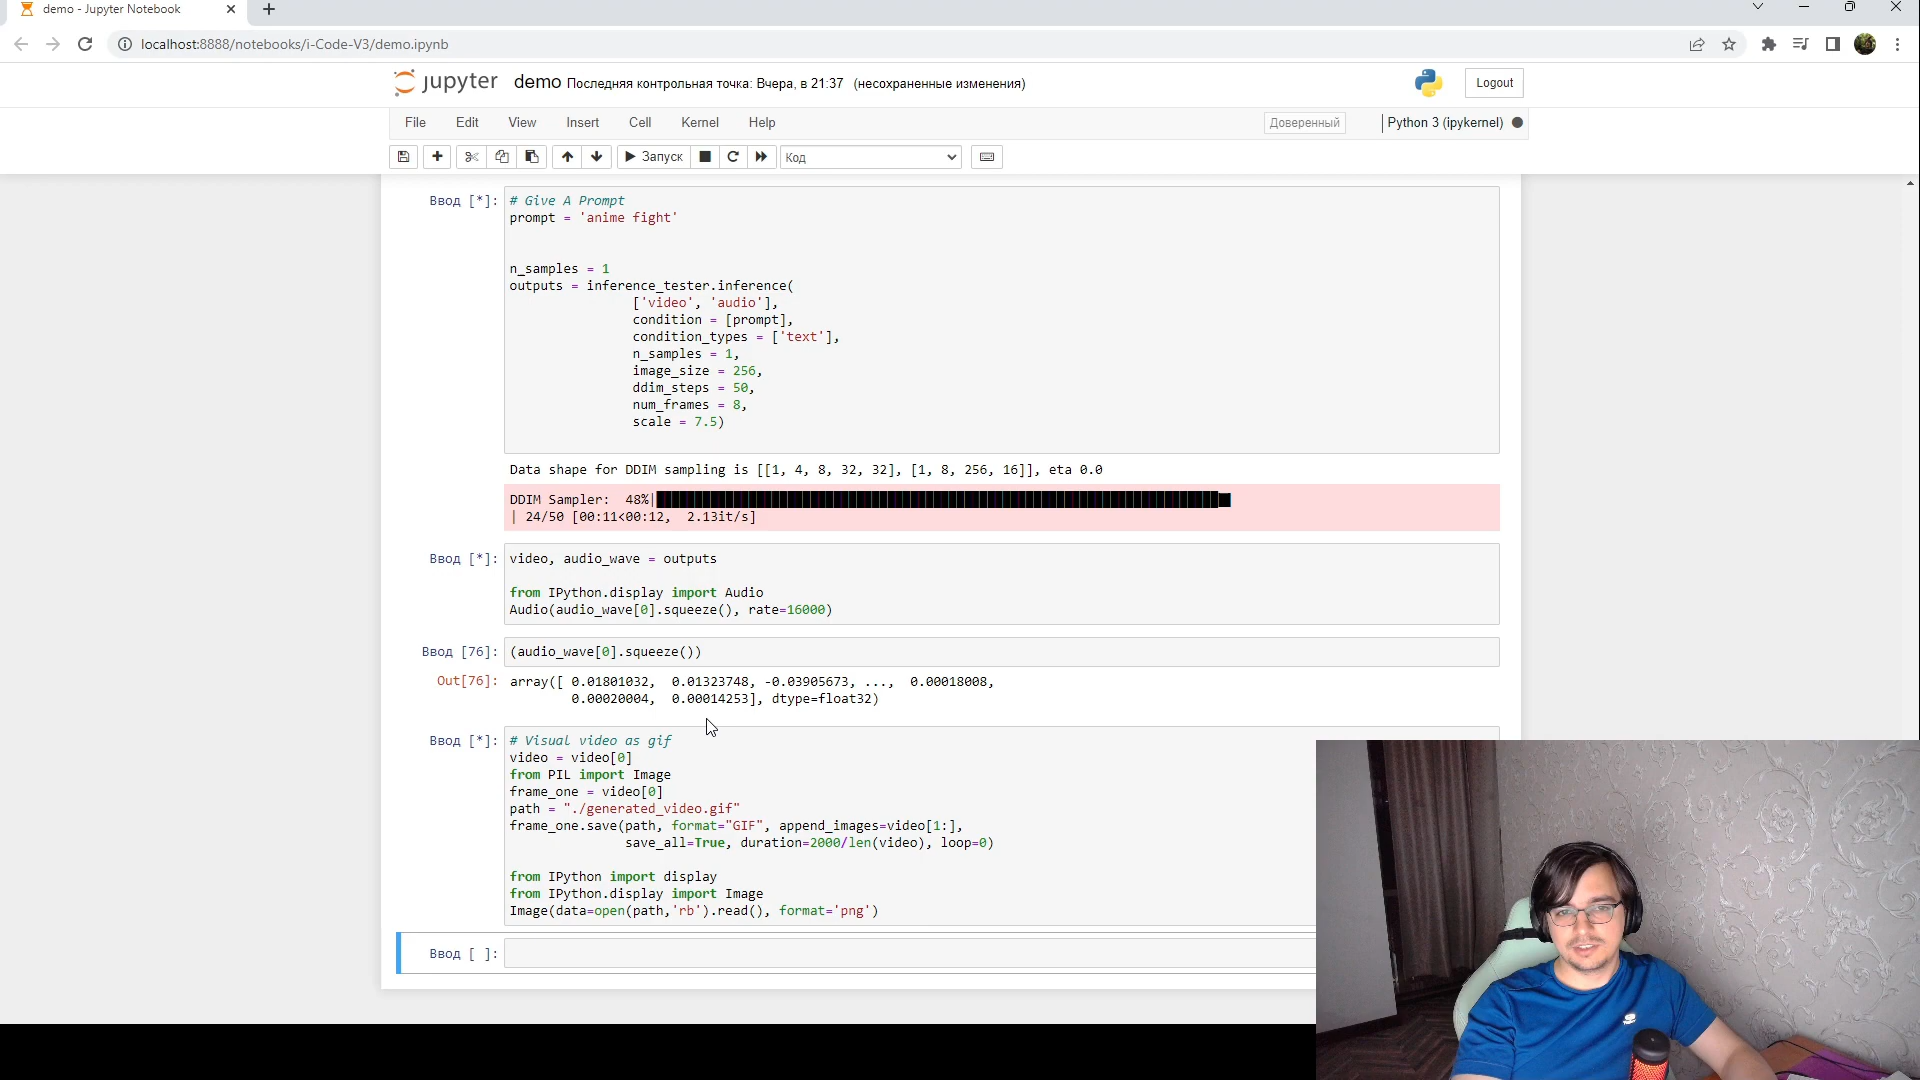 demo - Jupyter Notebook
localhost:8888/notebooks/i-Code-V3/demo.ipynb
jupyter demo Последняя контрольная точка: Вчера, в 21:37 (несохраненные изменения)
Logout
File Edit View Insert Cell Kernel Help
Доверенный
Python 3 (ipykernel)
Запуск
Код
Ввод [*]:
# Give A Prompt
prompt = 'anime fight'
n_samples = 1
outputs = inference_tester.inference(
['video', 'audio'],
condition = [prompt],
condition_types = ['text'],
n_samples = 1,
image_size = 256,
ddim_steps = 50,
num_frames = 8,
scale = 7.5)
Data shape for DDIM sampling is [[1, 4, 8, 32, 32], [1, 8, 256, 16]], eta 0.0
DDIM Sampler: 48%|
| 24/50 [00:11<00:12, 2.13it/s]
Ввод [*]:
video, audio_wave = outputs
from IPython.display import Audio
Audio(audio_wave[0].squeeze(), rate=16000)
Ввод [76]:
(audio_wave[0].squeeze())
Out[76]:
array([ 0.01801032, 0.01323748, -0.03905673, ..., 0.00018008,
0.00020004, 0.00014253], dtype=float32)
Ввод [*]:
# Visual video as gif
video = video[0]
from PIL import Image
frame_one = video[0]
path = "./generated_video.gif"
frame_one.save(path, format="GIF", append_images=video[1:],
save_all=True, duration=2000/len(video), loop=0)
from IPython import display
from IPython.display import Image
Image(data=open(path,'rb').read(), format='png')
Ввод [ ]: